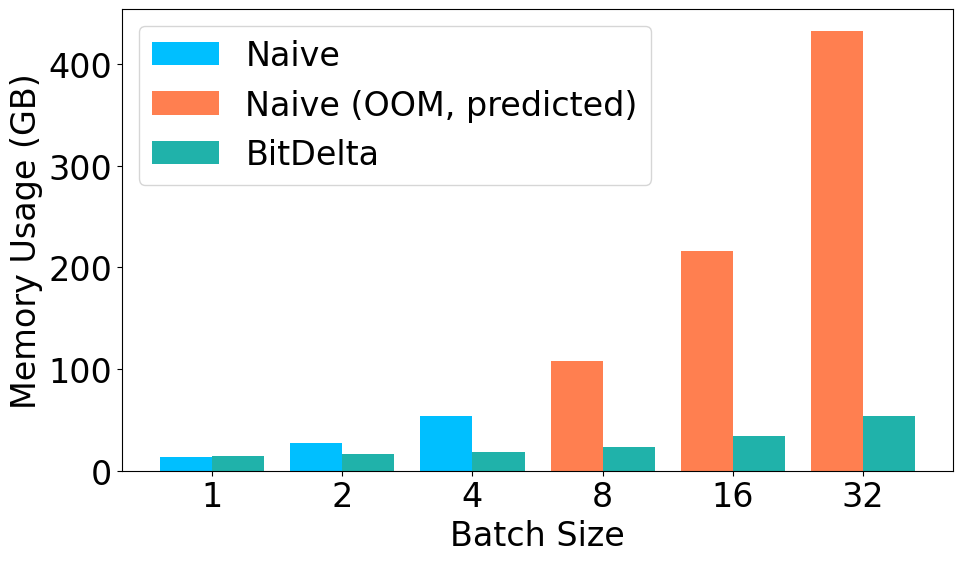 Naive
Naive (OOM, predicted)
BitDelta
Memory Usage (GB)
400
300
200
100
0
1 2 4 8 16 32
Batch Size